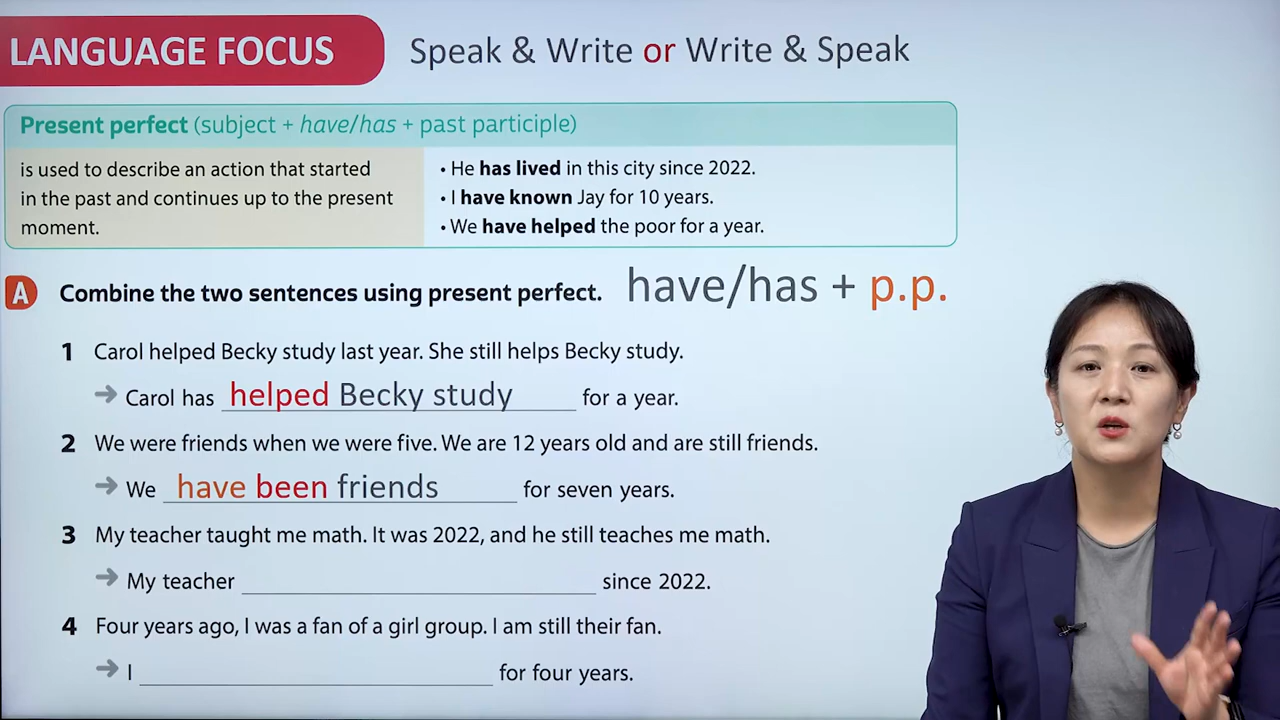 LANGUAGE FOCUS Speak & Write or Write & Speak
Present perfect (subject + have/has + past participle)
is used to describe an action that started
in the past and continues up to the present
moment.
• He has lived in this city since 2022.
• I have known Jay for 10 years.
• We have helped the poor for a year.
A Combine the two sentences using present perfect. have/has + p.p.
1 Carol helped Becky study last year. She still helps Becky study.
→ Carol has helped Becky study for a year.
2 We were friends when we were five. We are 12 years old and are still friends.
→ We have been friends for seven years.
3 My teacher taught me math. It was 2022, and he still teaches me math.
→ My teacher ____ since 2022.
4 Four years ago, I was a fan of a girl group. I am still their fan.
→ I ____ for four years.